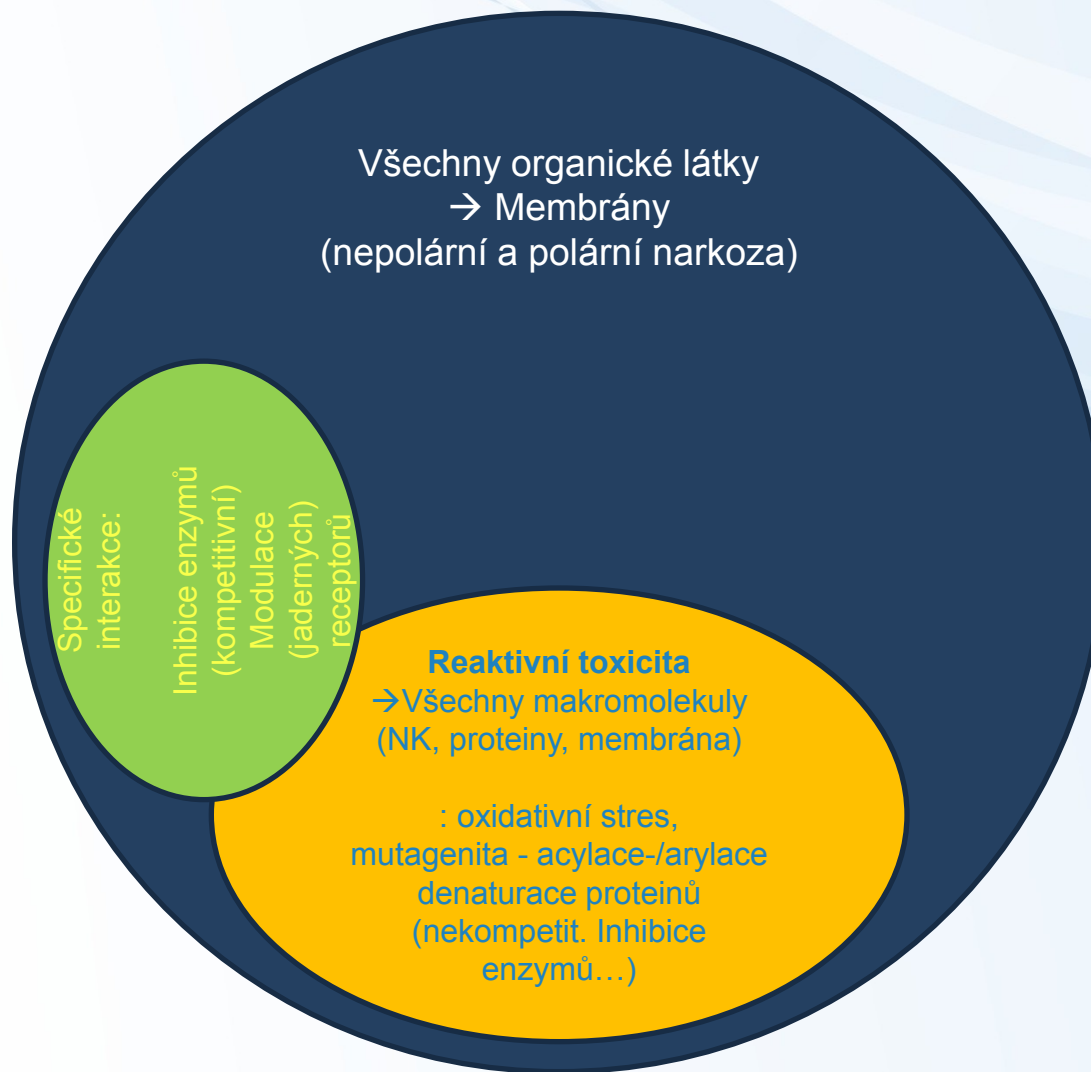 Všechny organické látky
→ Membrány
(nepolární a polární narkoza)
Specifické
interakce:
Inhibice enzymů
(kompetitivní)
Modulace
(jaderných)
receptorů
Reaktivní toxicita
→Všechny makromolekuly
(NK, proteiny, membrána)
: oxidativní stres,
mutagenita - acylace-/arylace
denaturace proteinů
(nekompetit. Inhibice
enzymů…)